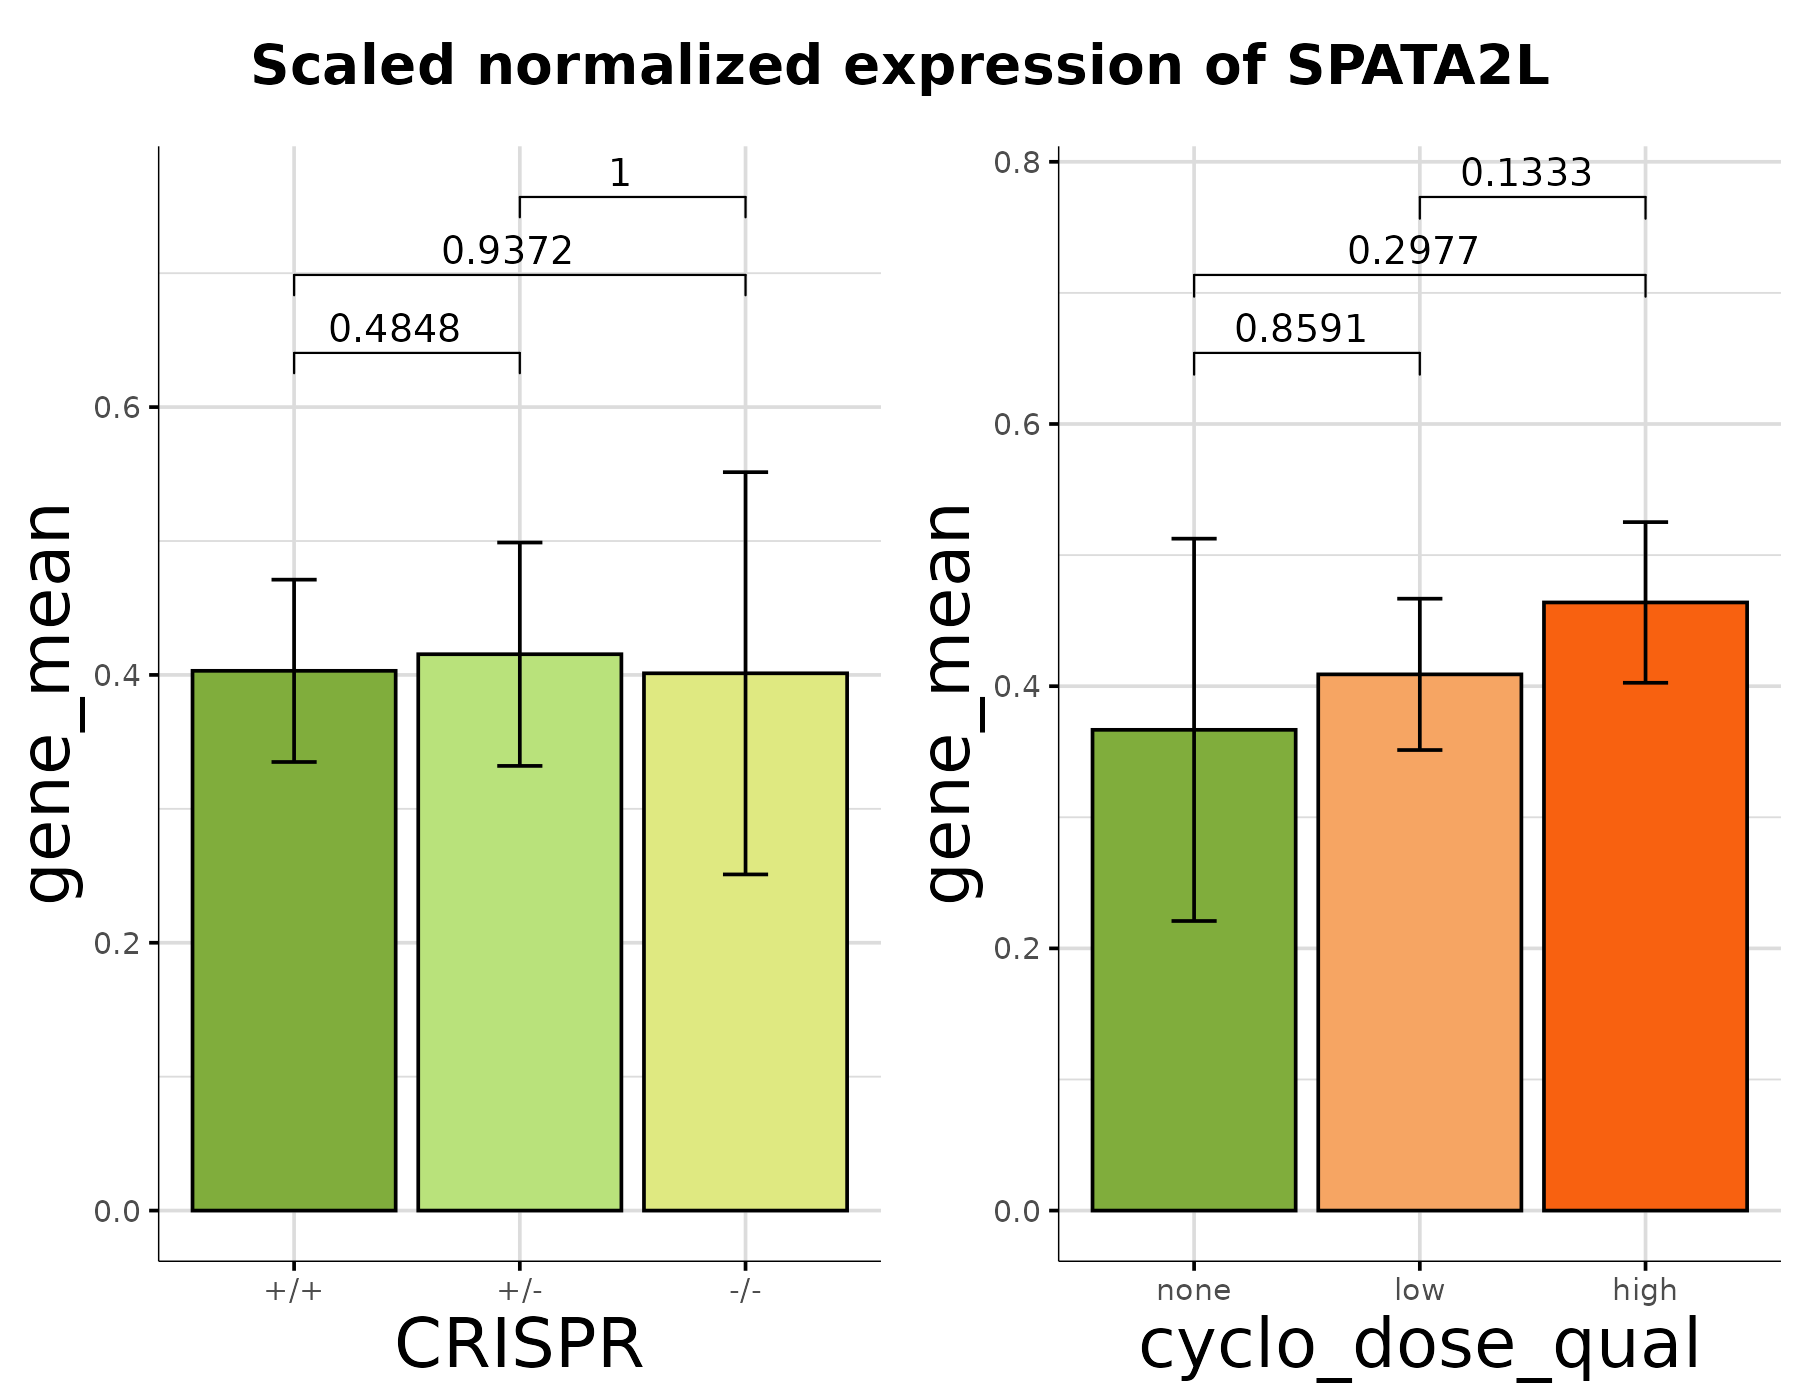 Scaled normalized expression of SPATA2L
1
0.9372
0.4848
gene_mean
0.6
0.4
0.2
0.0
+/+ +/- -/-
CRISPR
0.1333
0.2977
0.8591
gene_mean
0.8
0.6
0.4
0.2
0.0
none low high
cyclo_dose_qual